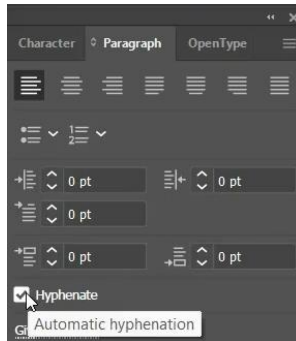 Character Paragraph OpenType
0 pt 0 pt
0 pt
0 pt 0 pt
Hyphenate
Automatic hyphenation